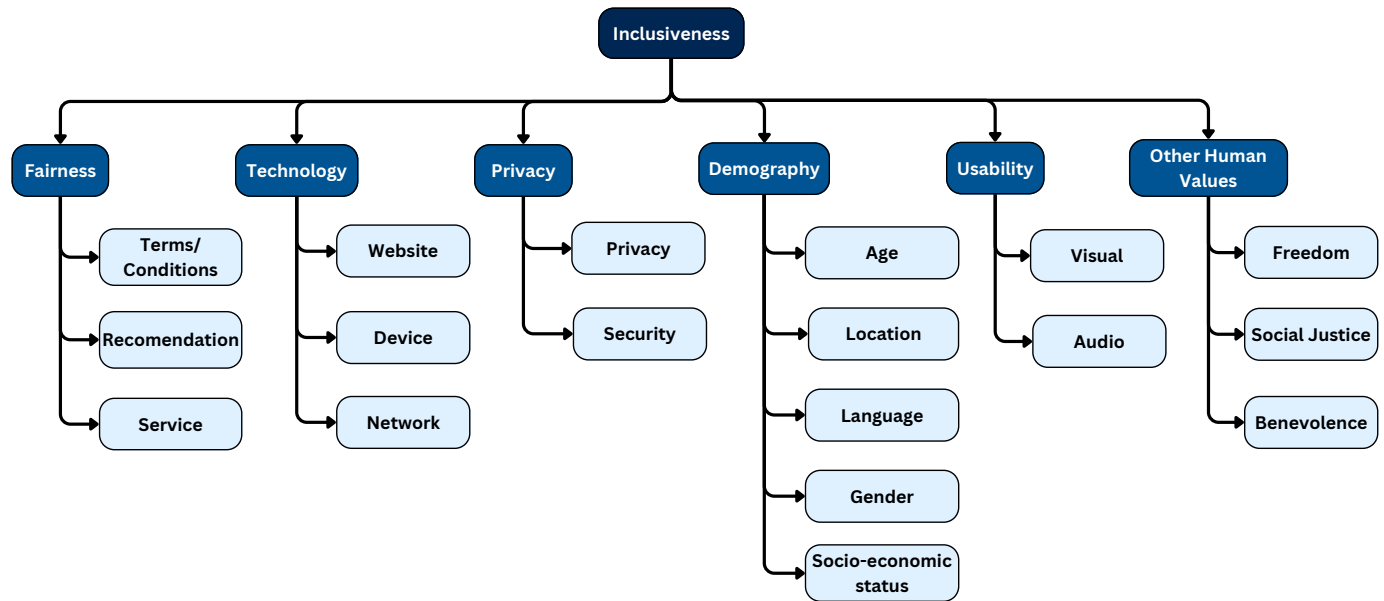 Inclusiveness
Fairness
Technology
Privacy
Demography
Usability
Other Human
Values
Terms/
Conditions
Recomendation
Service
Website
Device
Network
Privacy
Security
Age
Location
Language
Gender
Socio-economic
status
Visual
Audio
Freedom
Social Justice
Benevolence